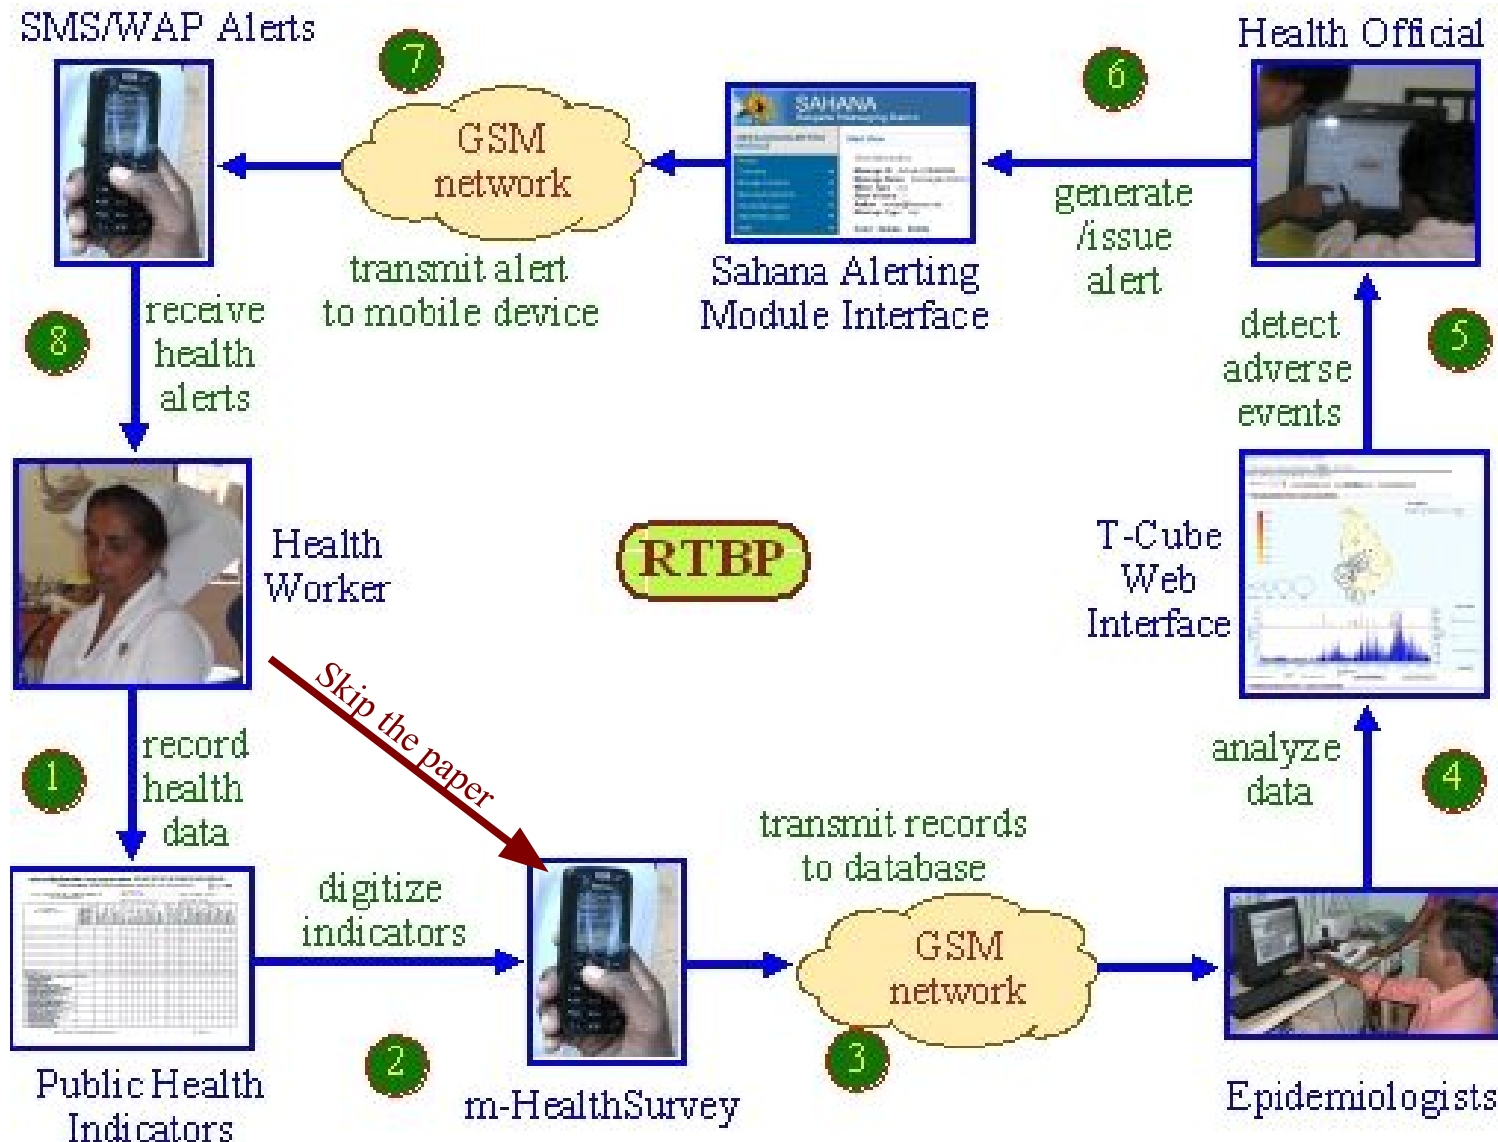 SMS/WAP Alerts
7
GSM
network
transmit alert
to mobile device
SAHANA
Sahana Alerting
Module Interface
6
generate
/issue
alert
Health Official
5
detect
adverse
events
8
receive
health
alerts
Health
Worker
RTBP
T-Cube
Web
Interface
Skip the paper
1
record
health
data
analyze
data
4
transmit records
to database
digitize
indicators
GSM
network
2
3
Public Health
Indicators
m-HealthSurvey
Epidemiologists